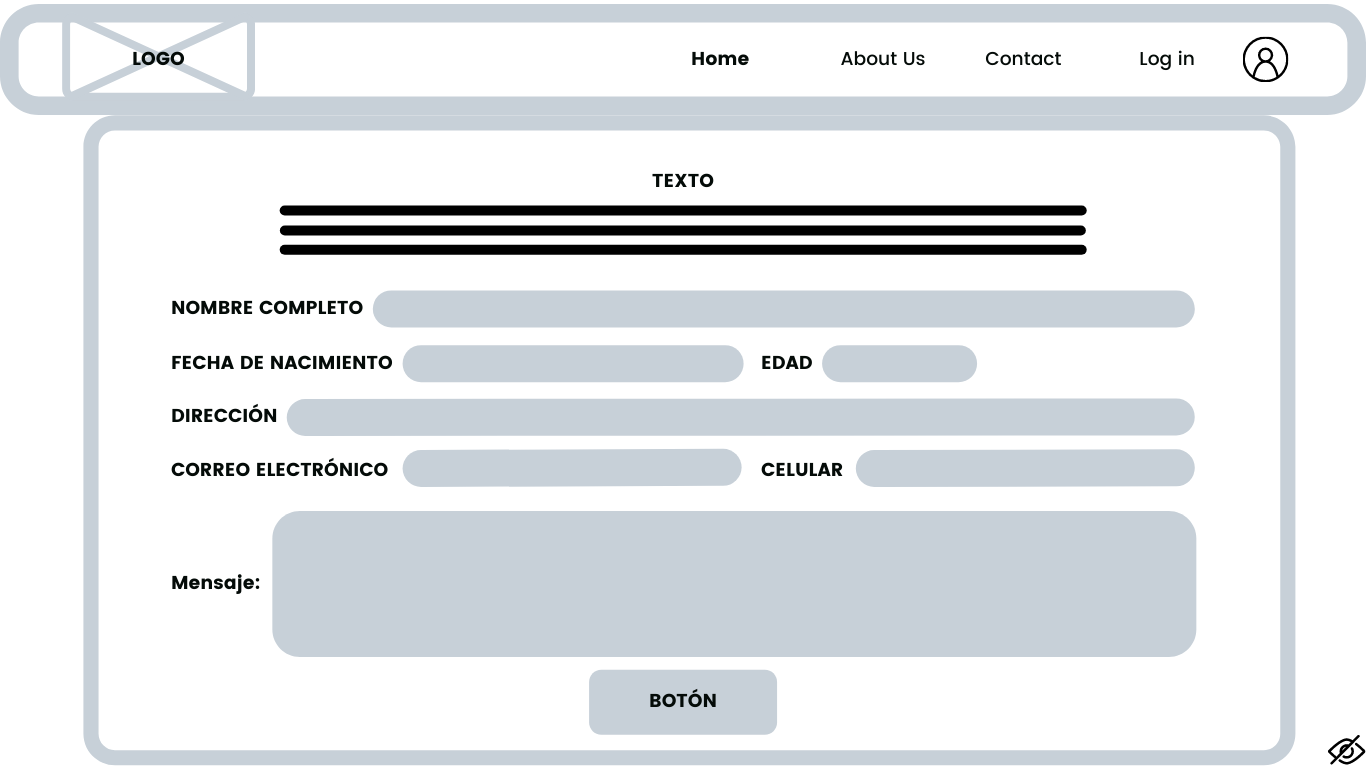 LOGO Home About Us Contact Log in
TEXTO
NOMBRE COMPLETO
FECHA DE NACIMIENTO EDAD
DIRECCIÓN
CORREO ELECTRÓNICO CELULAR
Mensaje:
BOTÓN